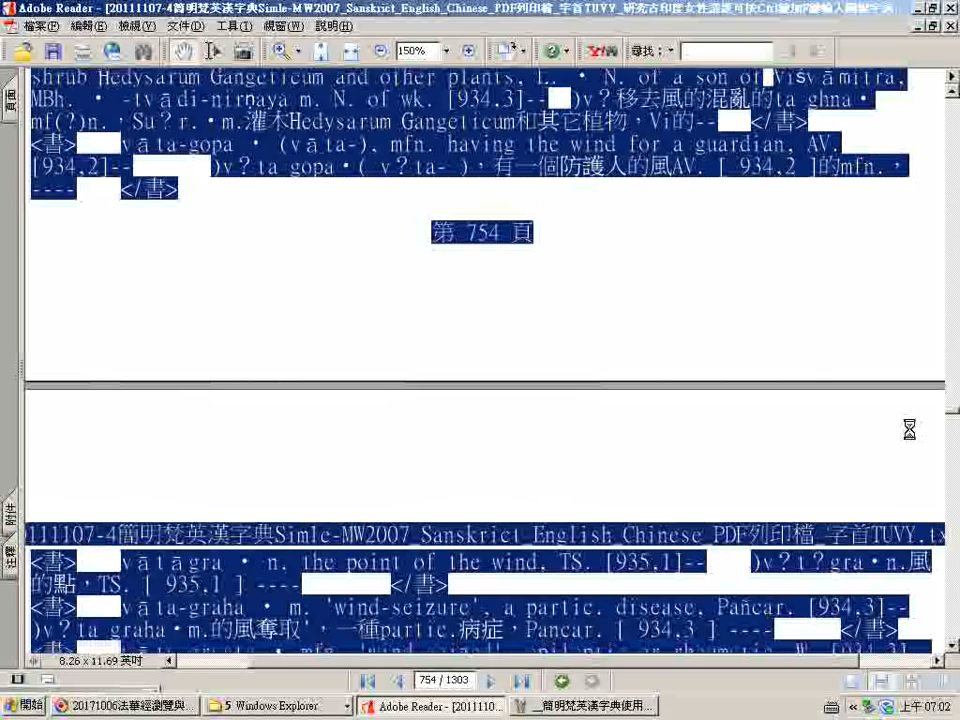 Adobe Reader - [20111107-4簡明梵英漢字典Simle-MW2007_Sanskrict_English_Chinese_PDF列印檔_字首TUVY_研究古印度女性
檔案(F) 編輯(E) 檢視(V) 文件(D) 工具(T) 視窗(W) 說明(H)
150% 尋找：
頁面
shrub Hedysarum Gangeticum and other plants, L. • N. of a son of Viśvāmitra,
MBh. • -tvādi-nirṇaya m. N. of wk. [934,3]-- )v？移去風的混亂的ta ghna•
mf(?)n.，Su？r.•m.灌木Hedysarum Gangeticum和其它植物，Vi的-- </書>
<書> vāta-gopa • (vāta-), mfn. having the wind for a guardian, AV.
[934,2]-- )v？ta gopa•( v？ta- )，有一個防護人的風AV. [ 934,2 ]的mfn.，
---- </書>
第 754 頁
111107-4簡明梵英漢字典Simle-MW2007_Sanskrict_English_Chinese_PDF列印檔_字首TUVY.tx
<書> vātāgra • n. the point of the wind, TS. [935,1]-- )v？t？gra•n.風
的點，TS. [ 935,1 ] ---- </書>
<書> vāta-graha • m. 'wind-seizure', a partic. disease, Pañcar. [934,3]--
)v？ta graha•m.的風奪取'，一種partic.病症，Pancar. [ 934,3 ] ---- </書>
附件
注釋
8.26 x 11.69 英吋
754 / 1303
開始 20171006法華經瀏覽與... 5 Windows Explorer Adobe Reader - [2011110... __簡明梵英漢字典使用... 上午 07:02